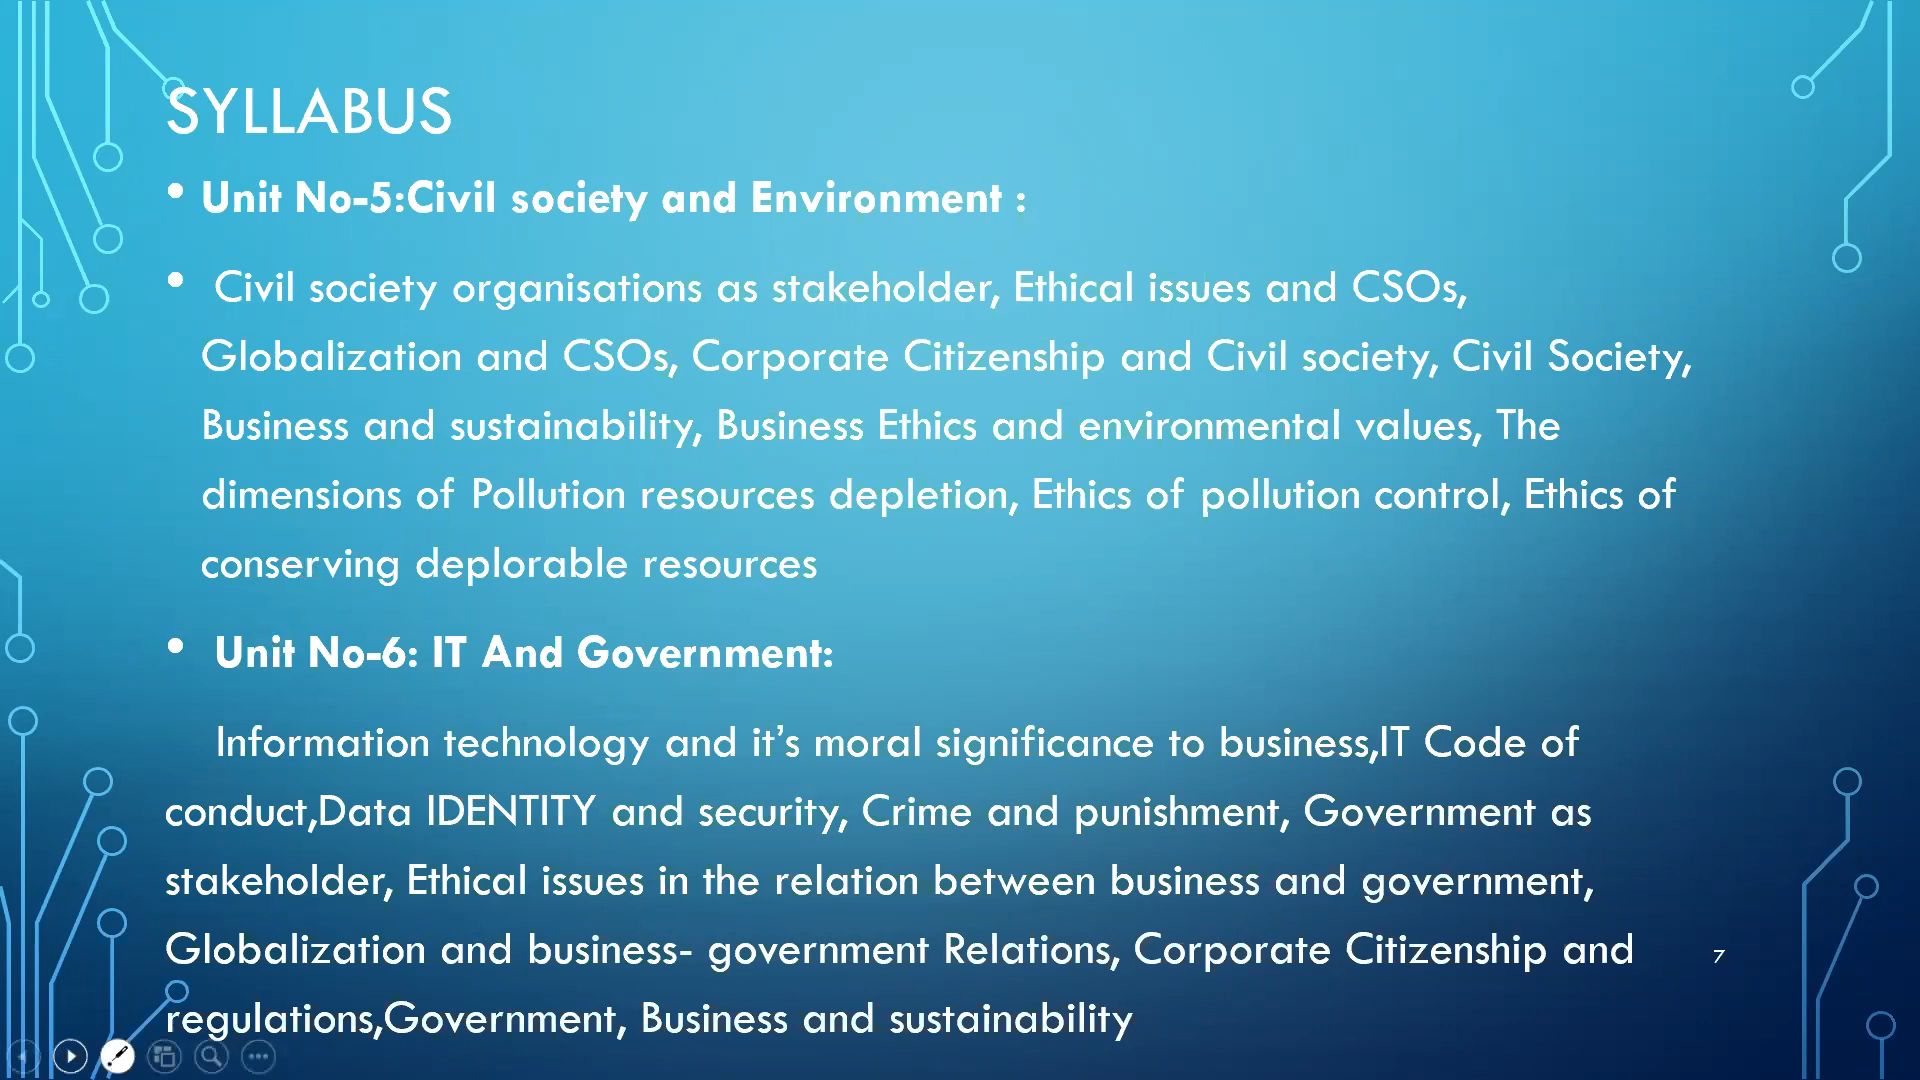 SYLLABUS
• Unit No-5:Civil society and Environment :
• Civil society organisations as stakeholder, Ethical issues and CSOs,
Globalization and CSOs, Corporate Citizenship and Civil society, Civil Society,
Business and sustainability, Business Ethics and environmental values, The
dimensions of Pollution resources depletion, Ethics of pollution control, Ethics of
conserving deplorable resources
• Unit No-6: IT And Government:
Information technology and it’s moral significance to business,IT Code of
conduct,Data IDENTITY and security, Crime and punishment, Government as
stakeholder, Ethical issues in the relation between business and government,
Globalization and business- government Relations, Corporate Citizenship and
regulations,Government, Business and sustainability
7